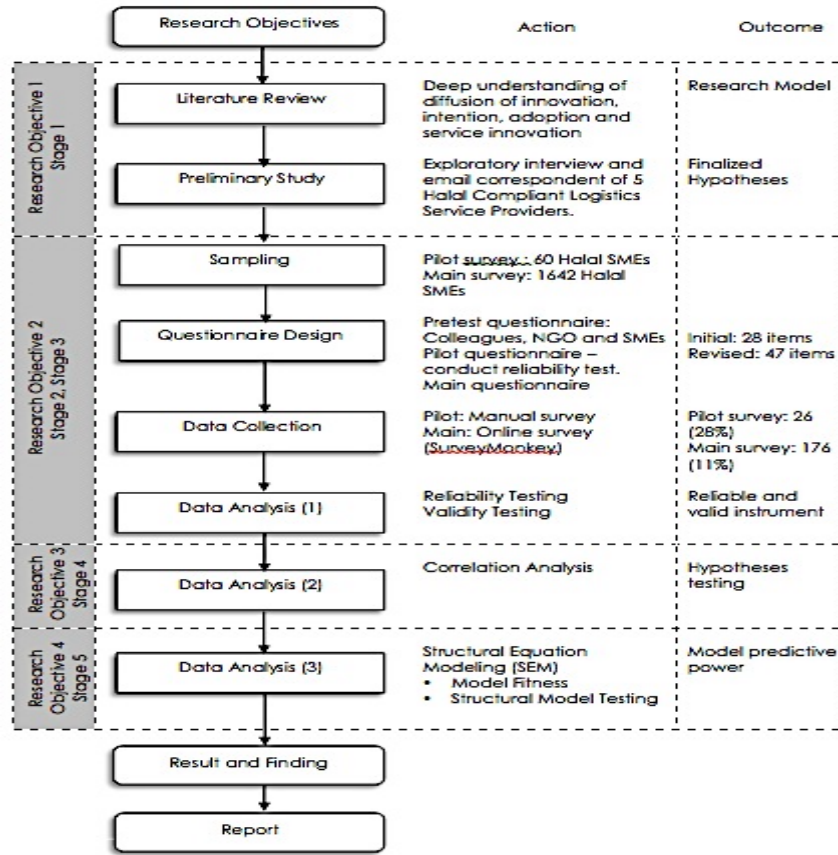 Research Objectives
Action
Outcome
Research Objective 1
Stage 1
Literature Review
Deep understanding of
diffusion of innovation,
intention, adoption and
service innovation
Research Model
Preliminary Study
Exploratory interview and
email correspondent of 5
Halal Compliant Logistics
Service Providers.
Finalized
Hypotheses
Research Objective 2
Stage 2, Stage 3
Sampling
Pilot survey : 60 Halal SMEs
Main survey: 1642 Halal
SMEs
Questionnaire Design
Pretest questionnaire:
Colleagues, NGO and SMEs
Pilot questionnaire –
conduct reliability test.
Main questionnaire
Initial: 28 items
Revised: 47 items
Data Collection
Pilot: Manual survey
Main: Online survey
(SurveyMonkey)
Pilot survey: 26
(28%)
Main survey: 176
(11%)
Data Analysis (1)
Reliability Testing
Validity Testing
Reliable and
valid instrument
Research
Objective 3
Stage 4
Data Analysis (2)
Correlation Analysis
Hypotheses
testing
Research
Objective 4
Stage 5
Data Analysis (3)
Structural Equation
Modeling (SEM)
• Model Fitness
• Structural Model Testing
Model predictive
power
Result and Finding
Report